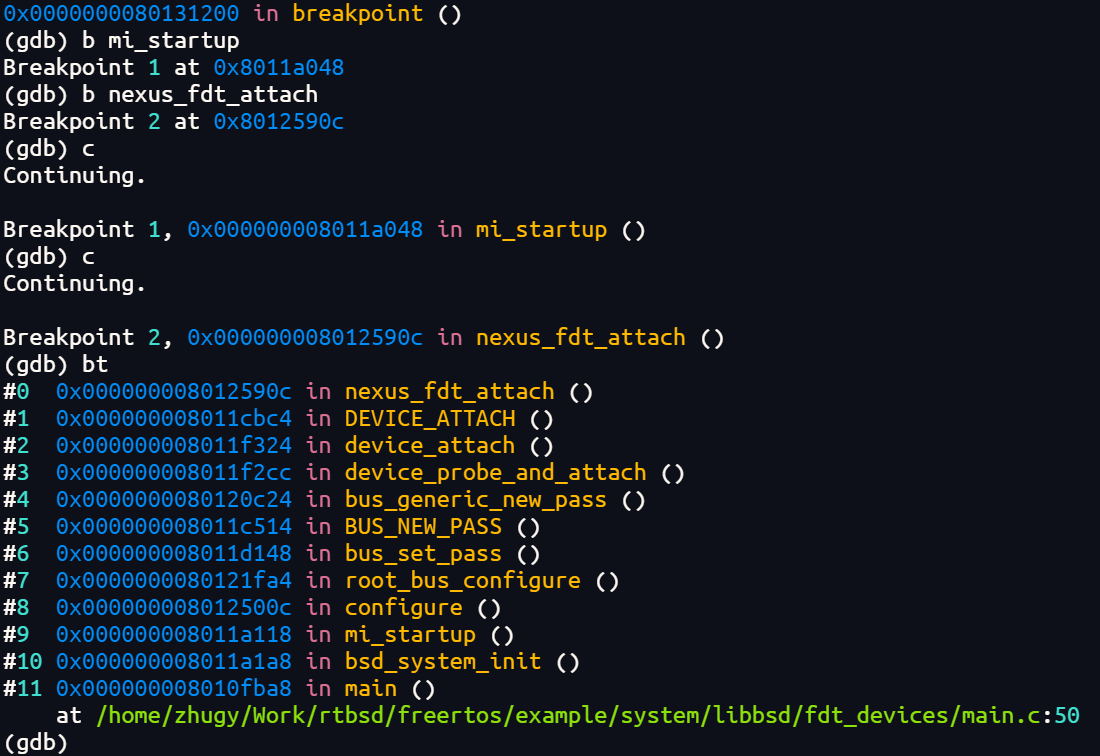 0x0000000080131200 in breakpoint ()
(gdb) b mi_startup
Breakpoint 1 at 0x8011a048
(gdb) b nexus_fdt_attach
Breakpoint 2 at 0x8012590c
(gdb) c
Continuing.
Breakpoint 1, 0x000000008011a048 in mi_startup ()
(gdb) c
Continuing.
Breakpoint 2, 0x000000008012590c in nexus_fdt_attach ()
(gdb) bt
#0  0x000000008012590c in nexus_fdt_attach ()
#1  0x000000008011cbc4 in DEVICE_ATTACH ()
#2  0x000000008011f324 in device_attach ()
#3  0x000000008011f2cc in device_probe_and_attach ()
#4  0x0000000080120c24 in bus_generic_new_pass ()
#5  0x000000008011c514 in BUS_NEW_PASS ()
#6  0x000000008011d148 in bus_set_pass ()
#7  0x0000000080121fa4 in root_bus_configure ()
#8  0x000000008012500c in configure ()
#9  0x000000008011a118 in mi_startup ()
#10 0x000000008011a1a8 in bsd_system_init ()
#11 0x000000008010fba8 in main ()
    at /home/zhugy/Work/rtbsd/freertos/example/system/libbsd/fdt_devices/main.c:50
(gdb)